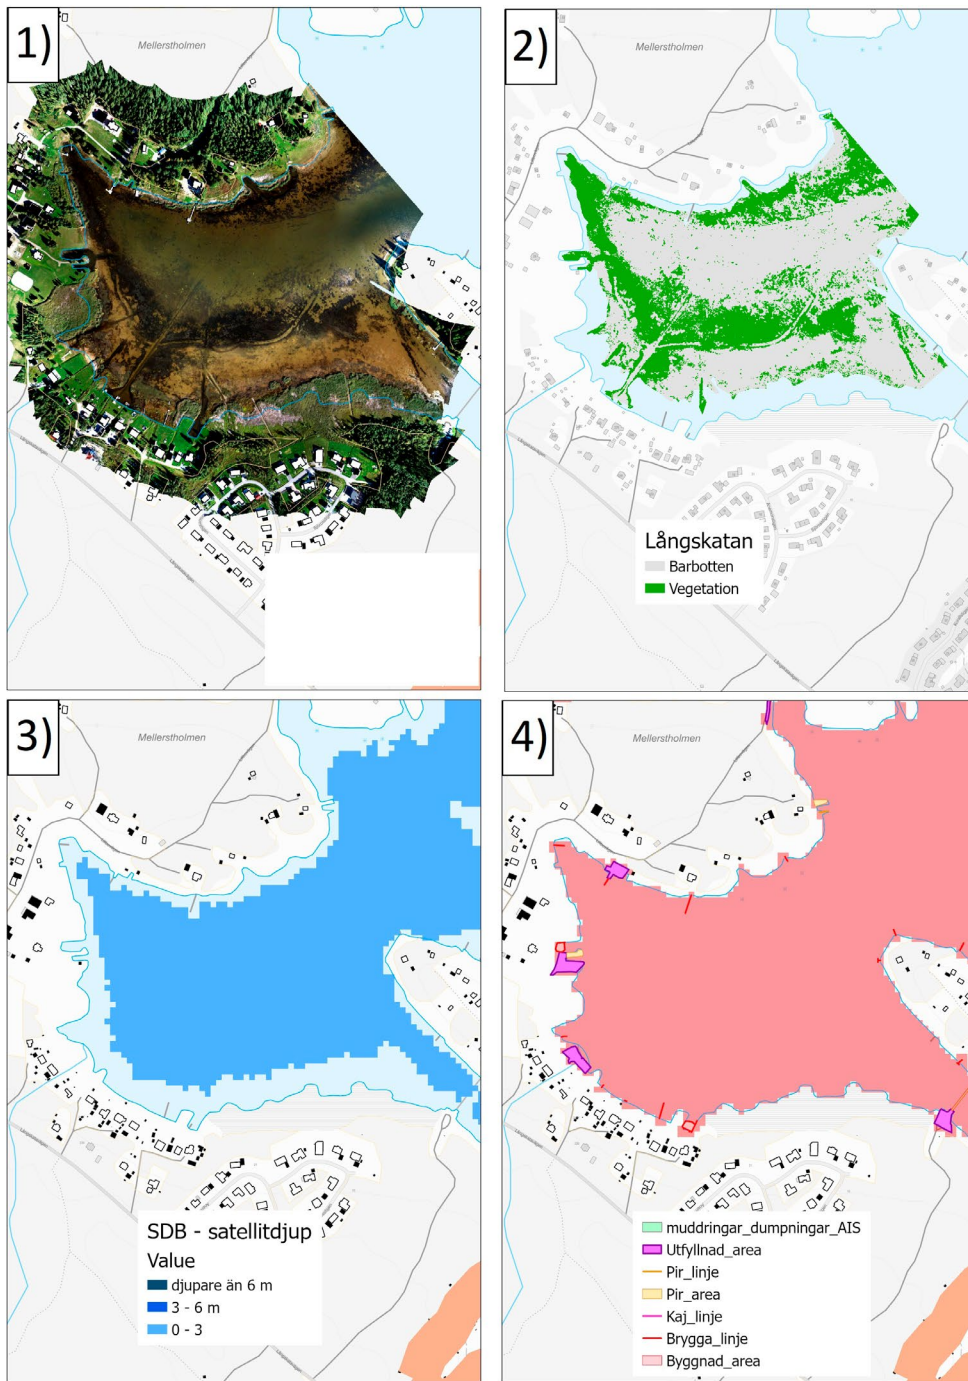 1)
Mellerstholmen
2)
Långskatan
Barbotten
Vegetation
3)
Mellerstholmen
SDB - satellitdjup
Value
djupare än 6 m
3 - 6 m
0 - 3
4)
Mellerstholmen
muddringar_dumpningar_AIS
Utfyllnad_area
Pir_linje
Pir_area
Kaj_linje
Brygga_linje
Byggnad_area